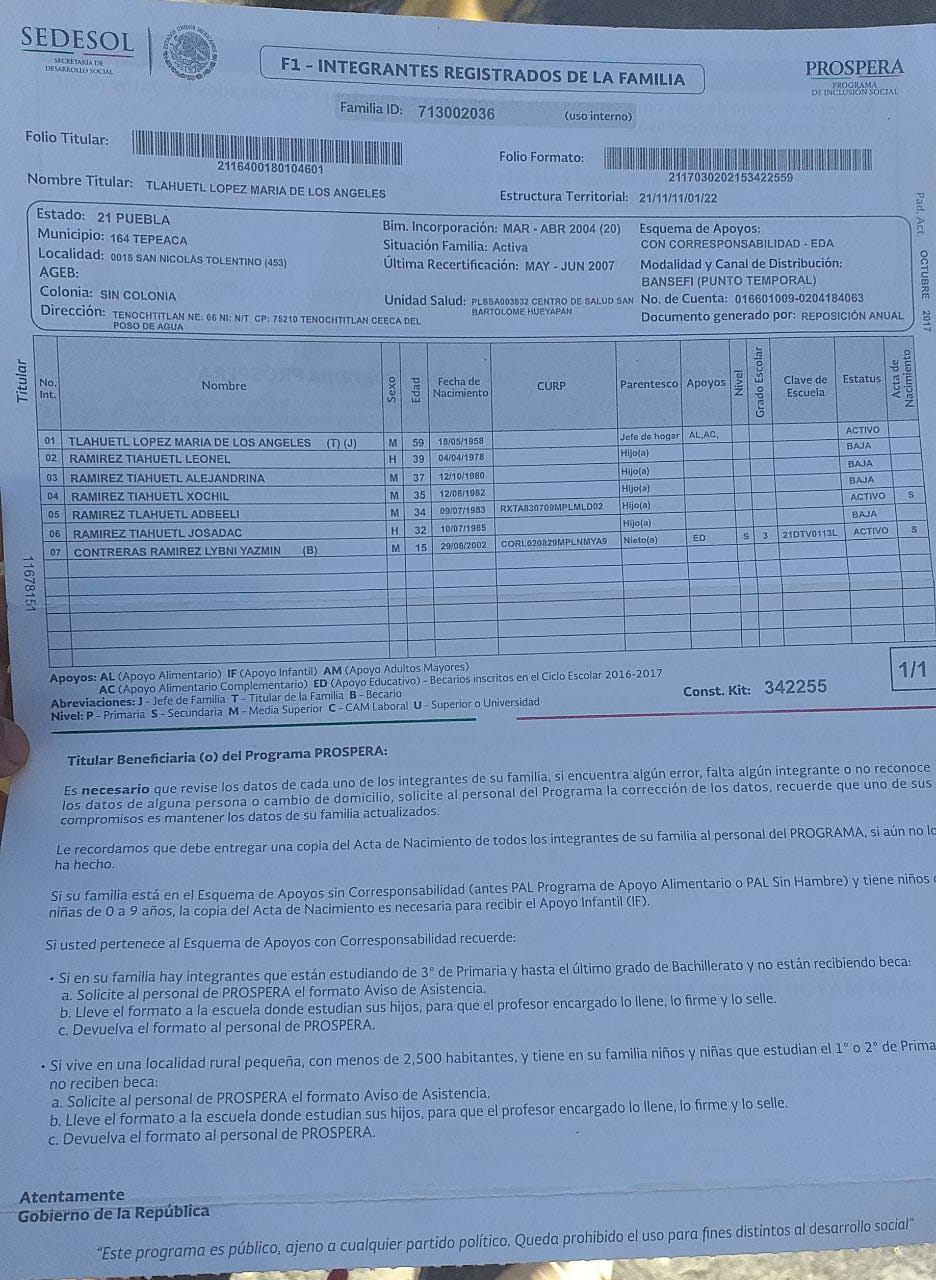 SEDESOL
SECRETARÍA DE
DESARROLLO SOCIAL
ESTADOS UNIDOS MEXICANOS
F1 - INTEGRANTES REGISTRADOS DE LA FAMILIA
PROSPERA
PROGRAMA
DE INCLUSIÓN SOCIAL
Familia ID: 713002036 (uso interno)
Folio Titular:
2116400180104601
Folio Formato:
2117030202153422559
Nombre Titular: TLAHUETL LOPEZ MARIA DE LOS ANGELES
Estructura Territorial: 21/11/11/01/22
Estado: 21 PUEBLA
Municipio: 164 TEPEACA
Localidad: 0018 SAN NICOLÁS TOLENTINO (453)
AGEB:
Colonia: SIN COLONIA
Dirección: TENOCHTITLAN NE: 66 NI: N/T CP: 75210 TENOCHTITLAN CEECA DEL
POSO DE AGUA
Bim. Incorporación: MAR - ABR 2004 (20)
Situación Familia: Activa
Última Recertificación: MAY - JUN 2007
Unidad Salud: PLSSA003832 CENTRO DE SALUD SAN
BARTOLOME HUEYAPAN
Esquema de Apoyos:
CON CORRESPONSABILIDAD - EDA
Modalidad y Canal de Distribución:
BANSEFI (PUNTO TEMPORAL)
No. de Cuenta: 016601009-0204184063
Documento generado por: REPOSICIÓN ANUAL
Pad. Act. OCTUBRE 2017
Titular
No. Int. Nombre Sexo Edad Fecha de Nacimiento CURP Parentesco Apoyos Nivel Grado Escolar Clave de Escuela Estatus Acta de Nacimiento
01 TLAHUETL LOPEZ MARIA DE LOS ANGELES (T) (J) M 59 18/05/1958 Jefe de hogar AL,AC, ACTIVO
02 RAMIREZ TIAHUETL LEONEL H 39 04/04/1978 Hijo(a) BAJA
03 RAMIREZ TIAHUETL ALEJANDRINA M 37 12/10/1980 Hijo(a) BAJA
04 RAMIREZ TIAHUETL XOCHIL M 35 12/08/1982 Hijo(a) BAJA
05 RAMIREZ TLAHUETL ADBEELI M 34 09/07/1983 RXTA830709MPLMLD02 Hijo(a) ACTIVO S
06 RAMIREZ TIAHUETL JOSADAC H 32 10/07/1985 Hijo(a) BAJA
07 CONTRERAS RAMIREZ LYBNI YAZMIN (B) M 15 29/08/2002 CORL020829MPLNMYA9 Nieto(a) ED S 3 21DTV0113L ACTIVO S
11678151
Apoyos: AL (Apoyo Alimentario) IF (Apoyo Infantil) AM (Apoyo Adultos Mayores)
AC (Apoyo Alimentario Complementario) ED (Apoyo Educativo) - Becarios inscritos en el Ciclo Escolar 2016-2017
Abreviaciones: J - Jefe de Familia T - Titular de la Familia B - Becario
Nivel: P - Primaria S - Secundaria M - Media Superior C - CAM Laboral U - Superior o Universidad
Const. Kit: 342255
1/1
Titular Beneficiaria (o) del Programa PROSPERA:
Es necesario que revise los datos de cada uno de los integrantes de su familia, si encuentra algún error, falta algún integrante o no reconoce
los datos de alguna persona o cambio de domicilio, solicite al personal del Programa la corrección de los datos, recuerde que uno de sus
compromisos es mantener los datos de su familia actualizados.
Le recordamos que debe entregar una copia del Acta de Nacimiento de todos los integrantes de su familia al personal del PROGRAMA, si aún no lo
ha hecho.
Si su familia está en el Esquema de Apoyos sin Corresponsabilidad (antes PAL Programa de Apoyo Alimentario o PAL Sin Hambre) y tiene niños o
niñas de 0 a 9 años, la copia del Acta de Nacimiento es necesaria para recibir el Apoyo Infantil (IF).
Si usted pertenece al Esquema de Apoyos con Corresponsabilidad recuerde:
• Si en su familia hay integrantes que están estudiando de 3° de Primaria y hasta el último grado de Bachillerato y no están recibiendo beca:
a. Solicite al personal de PROSPERA el formato Aviso de Asistencia.
b. Lleve el formato a la escuela donde estudian sus hijos, para que el profesor encargado lo llene, lo firme y lo selle.
c. Devuelva el formato al personal de PROSPERA.
• Si vive en una localidad rural pequeña, con menos de 2,500 habitantes, y tiene en su familia niños y niñas que estudian el 1° o 2° de Prima
no reciben beca:
a. Solicite al personal de PROSPERA el formato Aviso de Asistencia.
b. Lleve el formato a la escuela donde estudian sus hijos, para que el profesor encargado lo llene, lo firme y lo selle.
c. Devuelva el formato al personal de PROSPERA.
Atentamente
Gobierno de la República
"Este programa es público, ajeno a cualquier partido político. Queda prohibido el uso para fines distintos al desarrollo social"